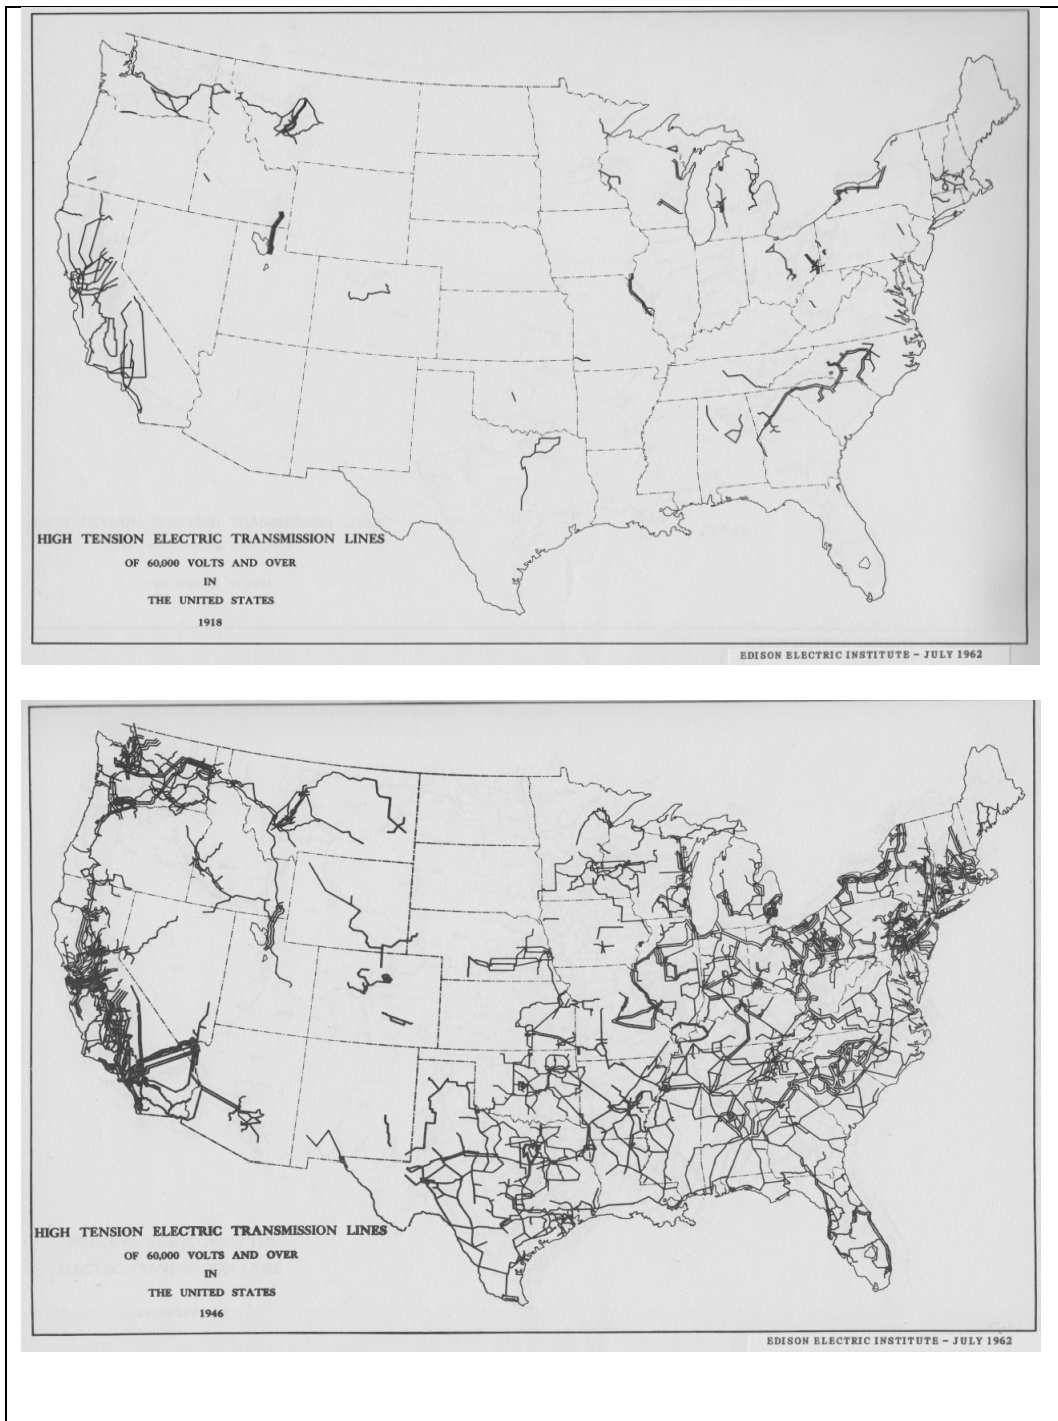 HIGH TENSION ELECTRIC TRANSMISSION LINES
OF 60,000 VOLTS AND OVER
IN
THE UNITED STATES
1918
EDISON ELECTRIC INSTITUTE – JULY 1962
HIGH TENSION ELECTRIC TRANSMISSION LINES
OF 60,000 VOLTS AND OVER
IN
THE UNITED STATES
1946
EDISON ELECTRIC INSTITUTE – JULY 1962